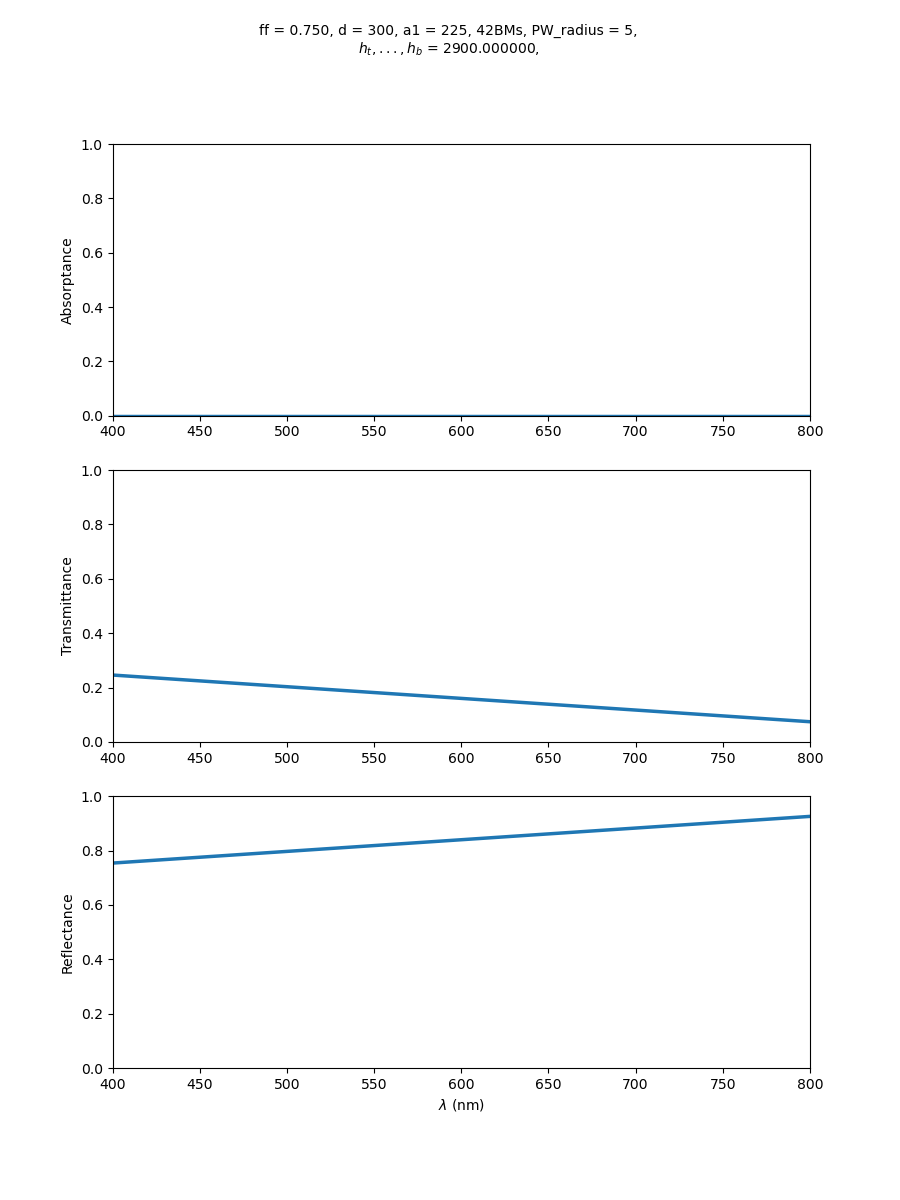 ff = 0.750, d = 300, a1 = 225, 42BMs, PW_radius = 5,
h_t, . . . , h_b = 2900.000000,
1.0
0.8
0.6
0.4
0.2
0.0
Absorptance
400 450 500 550 600 650 700 750 800
1.0
0.8
0.6
0.4
0.2
0.0
Transmittance
400 450 500 550 600 650 700 750 800
1.0
0.8
0.6
0.4
0.2
0.0
Reflectance
400 450 500 550 600 650 700 750 800
λ (nm)